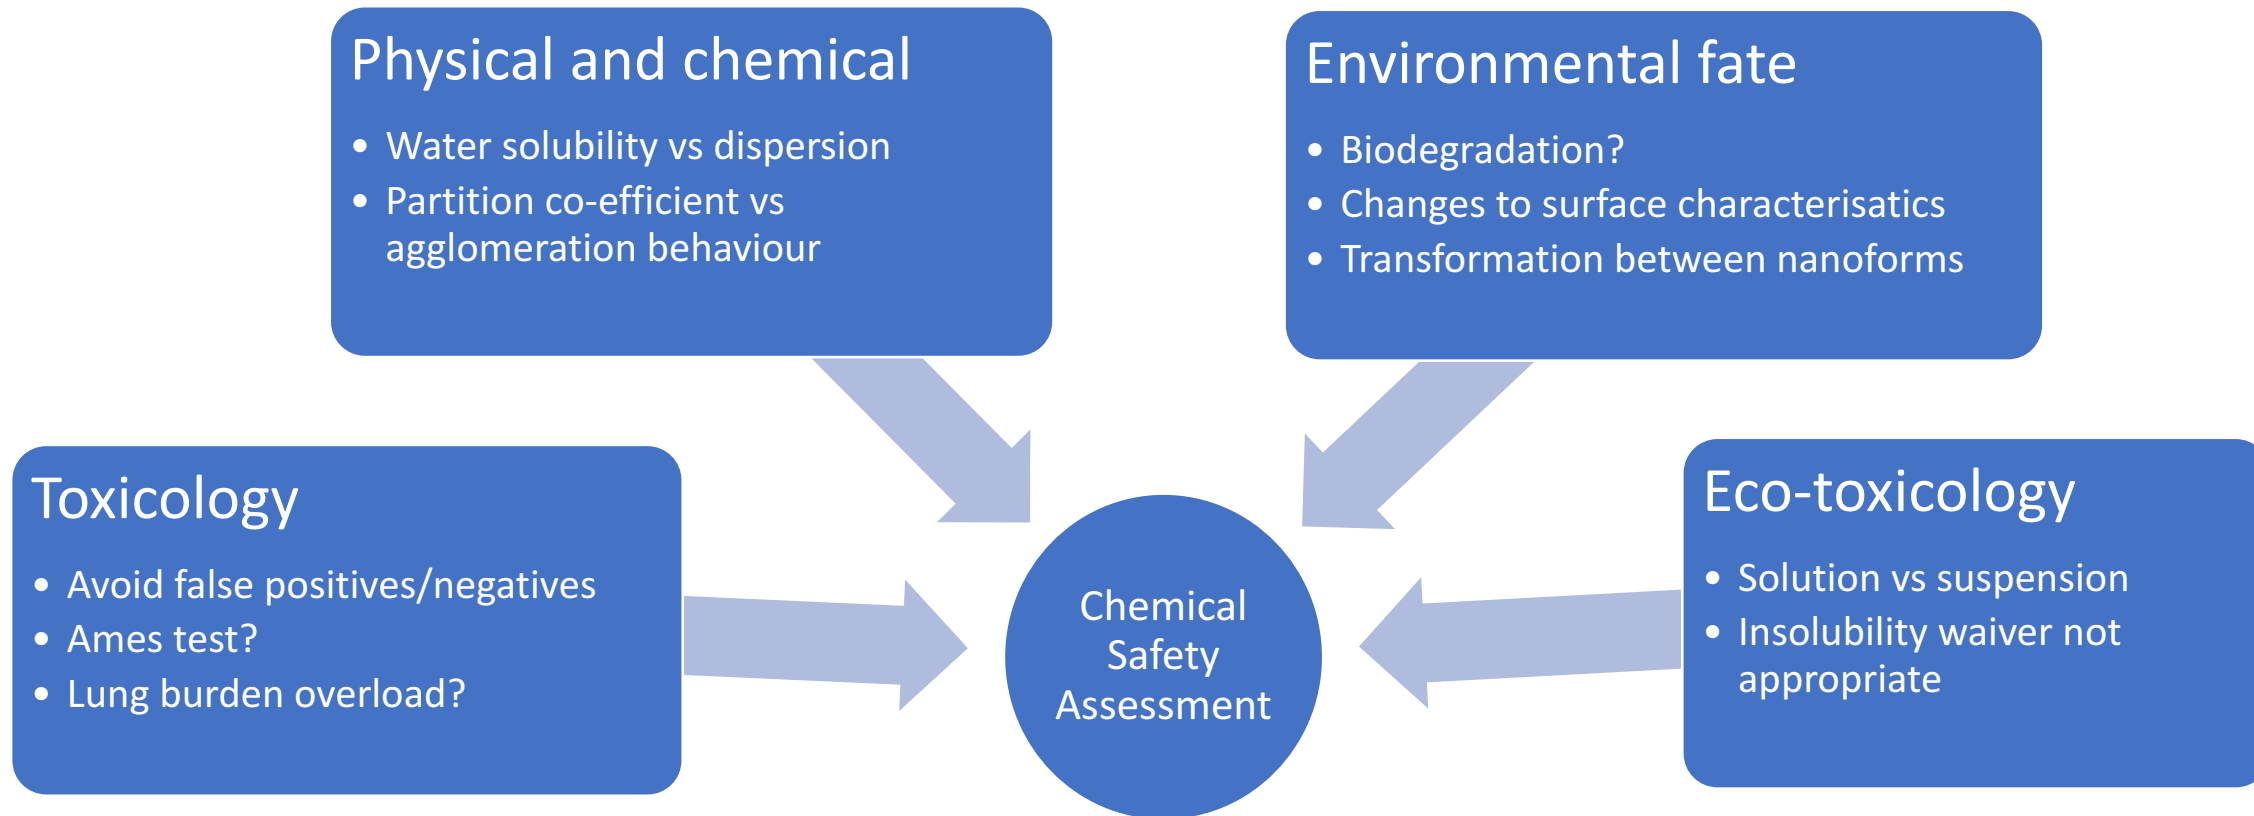 Physical and chemical
• Water solubility vs dispersion
• Partition co-efficient vs
agglomeration behaviour
Environmental fate
• Biodegradation?
• Changes to surface characterisatics
• Transformation between nanoforms
Toxicology
• Avoid false positives/negatives
• Ames test?
• Lung burden overload?
Chemical
Safety
Assessment
Eco-toxicology
• Solution vs suspension
• Insolubility waiver not
appropriate